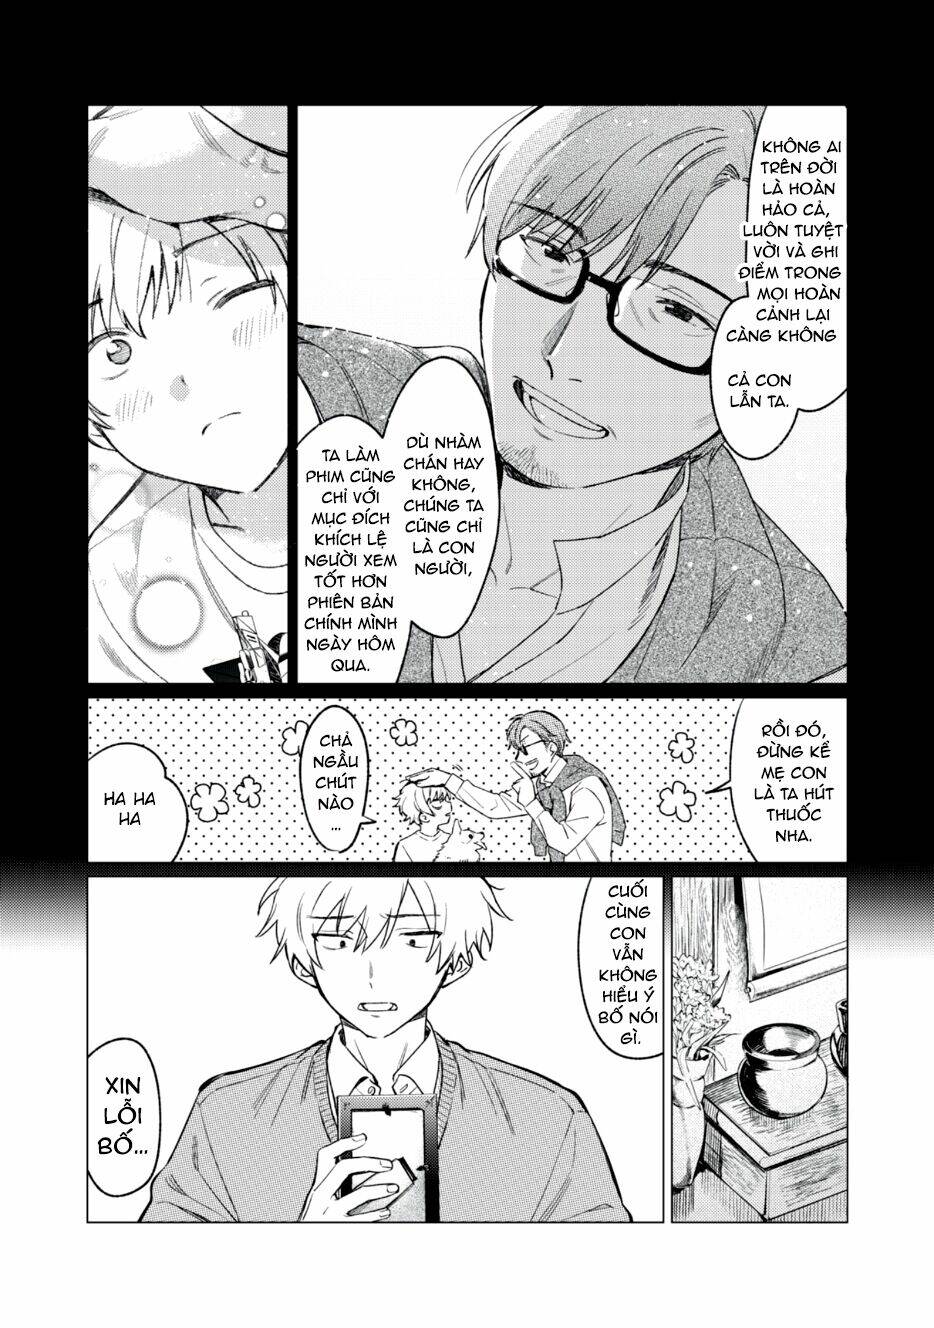 KHÔNG AI
TRÊN ĐỜI
LÀ HOÀN
HẢO CẢ,
LUÔN TUYỆT
VỜI VÀ GHI
ĐIỂM TRONG
MỌI HOÀN
CẢNH LẠI
CÀNG KHÔNG
CẢ CON
LẪN TA.
DÙ NHÀM
CHÁN HAY
KHÔNG,
CHÚNG TA
CŨNG CHỈ
LÀ CON
NGƯỜI,
TA LÀM
PHIM CŨNG
CHỈ VỚI
MỤC ĐÍCH
KHÍCH LỆ
NGƯỜI XEM
TỐT HƠN
PHIÊN BẢN
CHÍNH MÌNH
NGÀY HÔM
QUA.
RỒI ĐÓ,
ĐỪNG KỂ
MẸ CON
LÀ TA HÚT
THUỐC
NHA.
CHẢ
NGẦU
CHÚT
NÀO
...
HA HA
HA
CUỐI
CÙNG
CON
VẪN
KHÔNG
HIỂU Ý
BỐ NÓI
GÌ.
XIN
LỖI
BỐ...